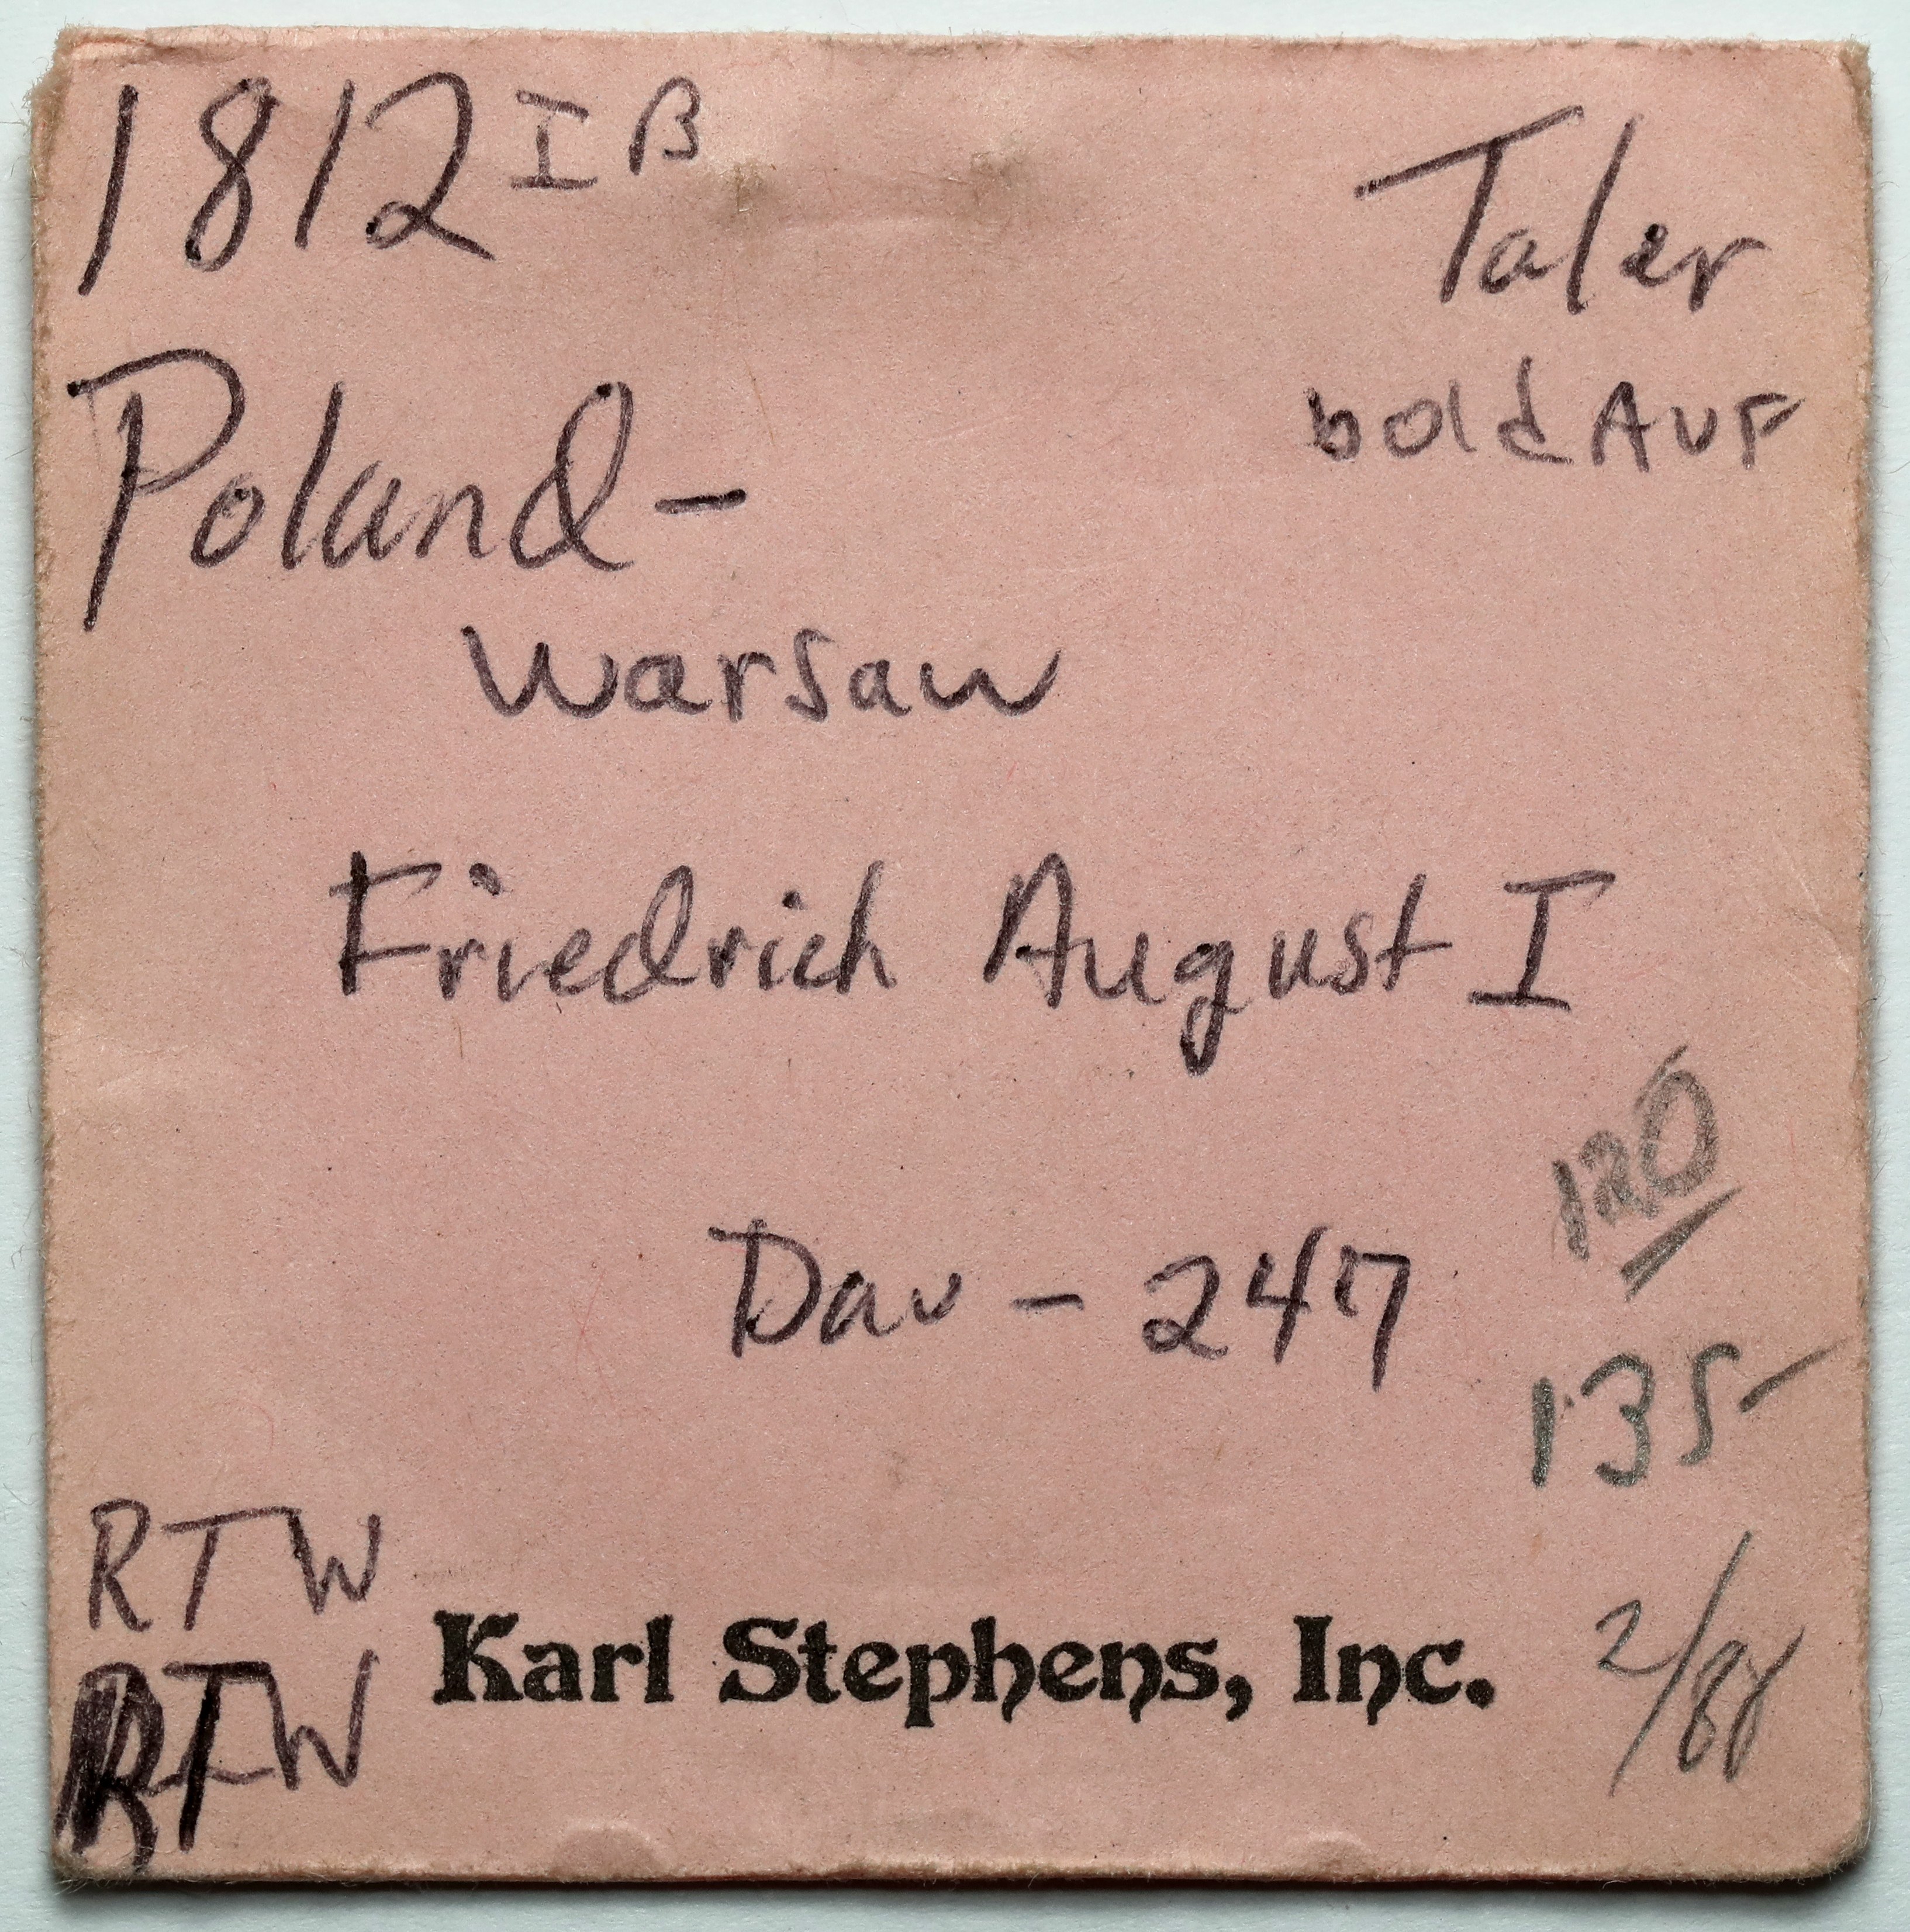 1812 IB
Taler
bold AVF
Poland-
Warsaw
Friedrich August I
120
Dav - 247
135-
RTW
RTW
Karl Stephens, Inc.
2/88